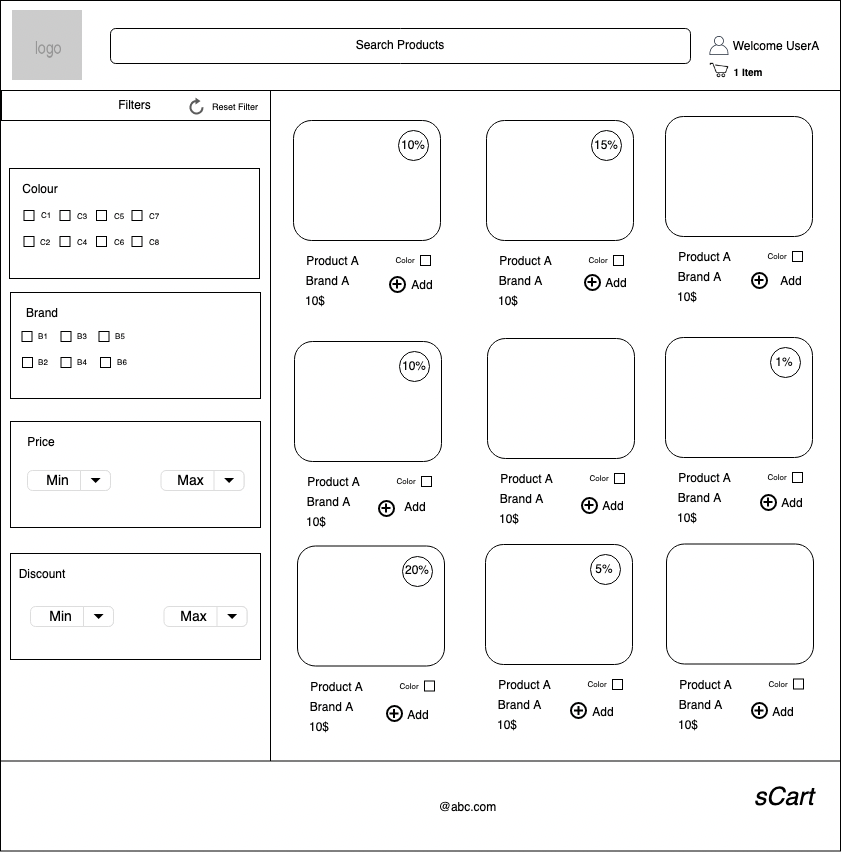 logo
Search Products
Welcome UserA
1 Item
Filters
Reset Filter
Colour
C1 C3 C5 C7
C2 C4 C6 C8
Brand
B1 B3 B5
B2 B4 B6
Price
Min Max
Discount
Min Max
10%
Product A Color
Brand A Add
10$
15%
Product A Color
Brand A Add
10$
Product A Color
Brand A Add
10$
10%
Product A Color
Brand A Add
10$
Product A Color
Brand A Add
10$
1%
Product A Color
Brand A Add
10$
20%
Product A Color
Brand A Add
10$
5%
Product A Color
Brand A Add
10$
Product A Color
Brand A Add
10$
@abc.com
sCart